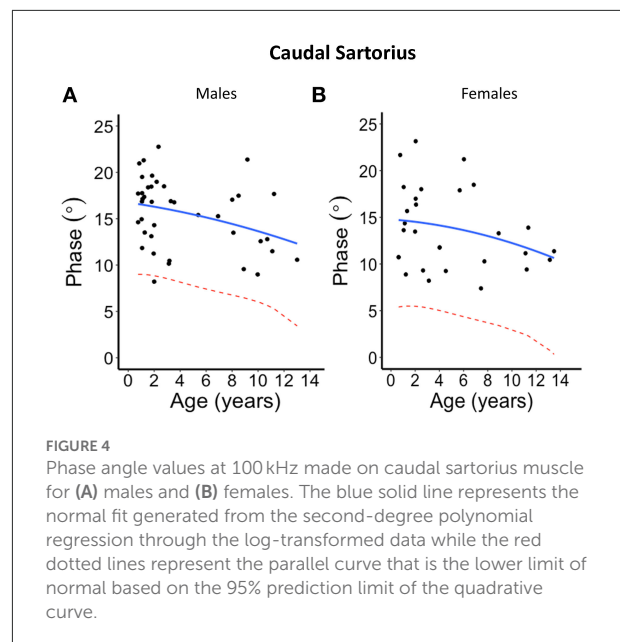 Caudal Sartorius
A Males
B Females
25
20
15
10
5
0
Phase (°)
0 2 4 6 8 10 12 14
Age (years)
25
20
15
10
5
0
Phase (°)
0 2 4 6 8 10 12 14
Age (years)
FIGURE 4
Phase angle values at 100 kHz made on caudal sartorius muscle
for (A) males and (B) females. The blue solid line represents the
normal fit generated from the second-degree polynomial
regression through the log-transformed data while the red
dotted lines represent the parallel curve that is the lower limit of
normal based on the 95% prediction limit of the quadrative
curve.